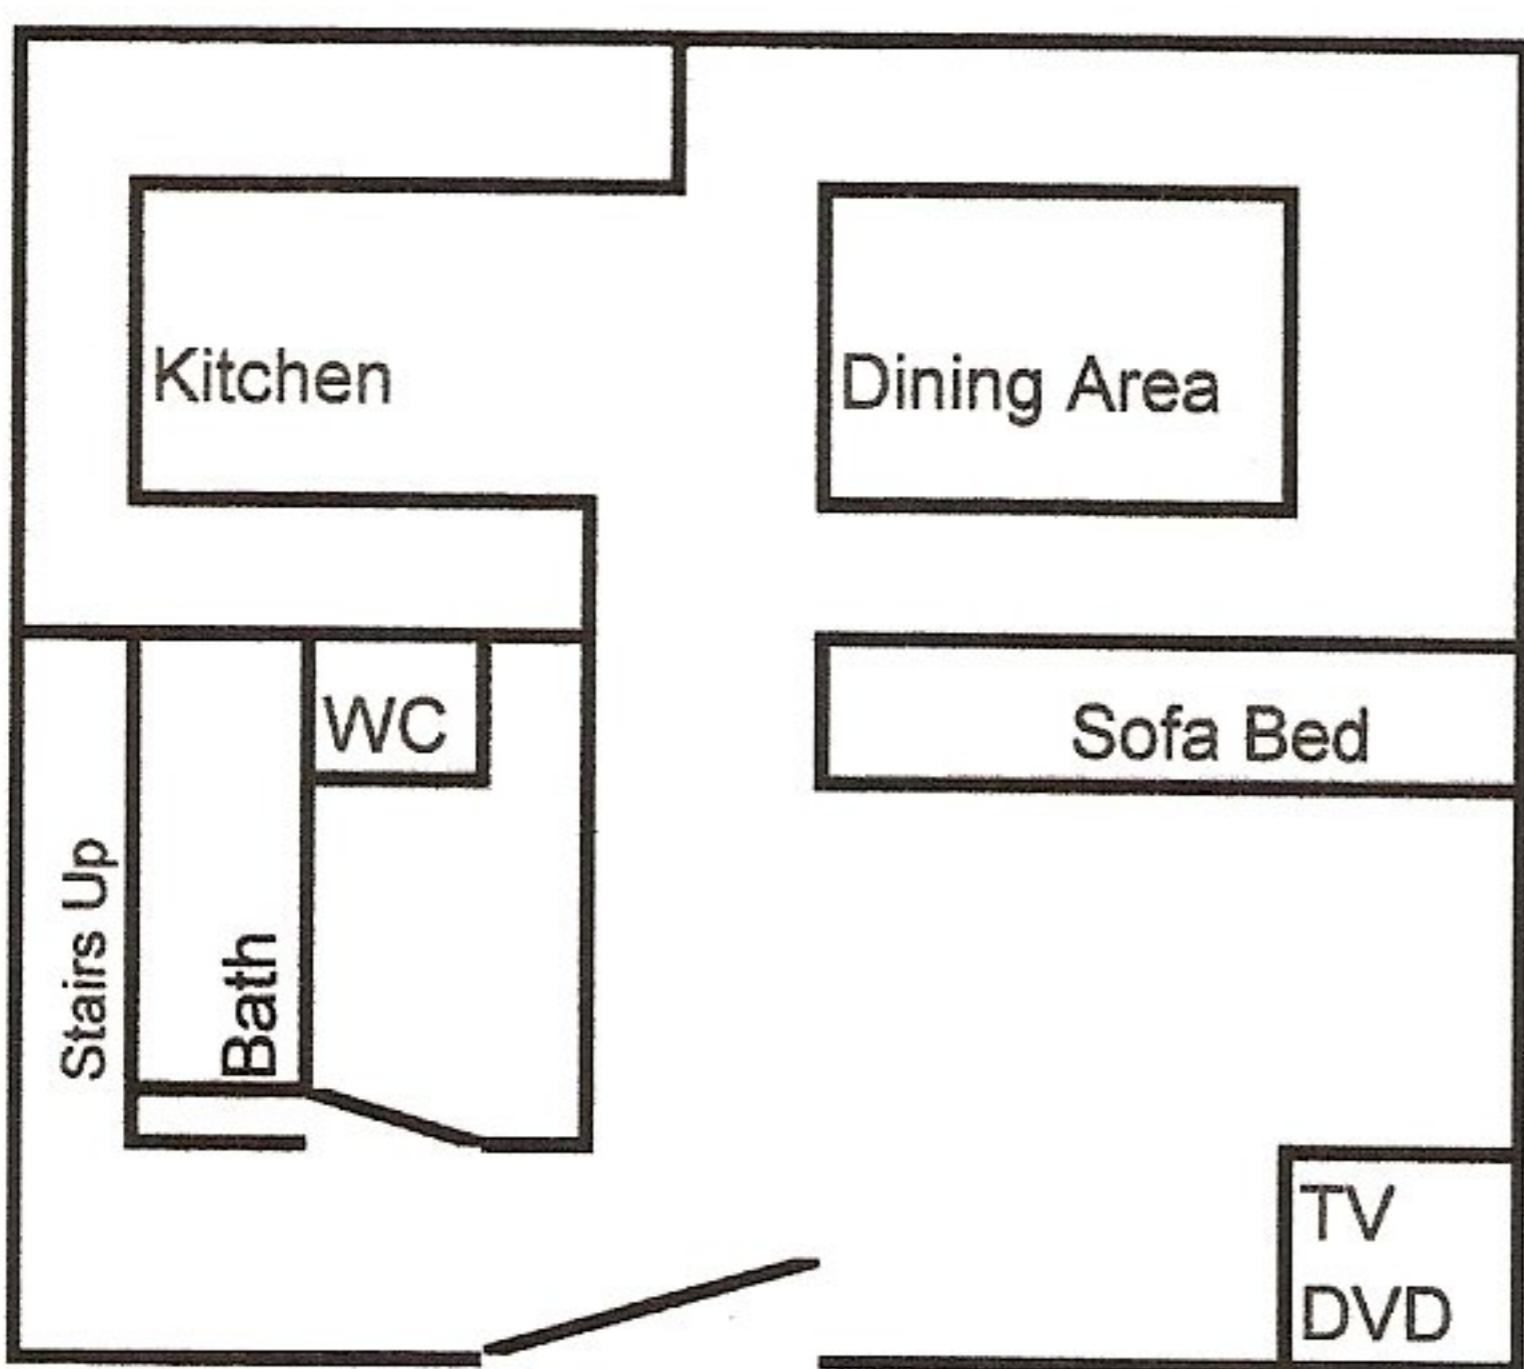 Kitchen
Dining Area
WC
Sofa Bed
Stairs Up
Bath
TV
DVD